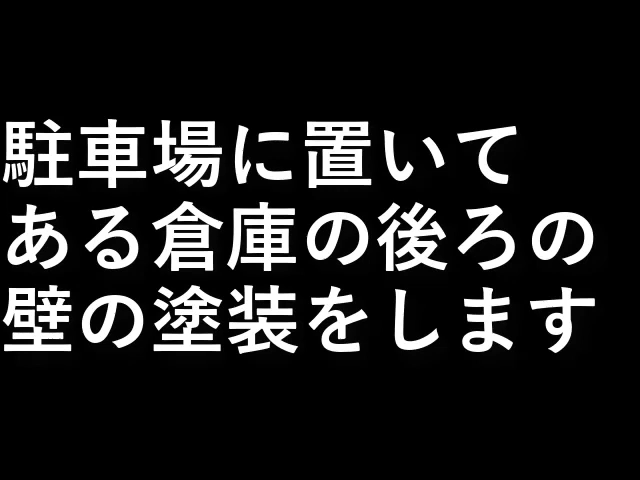 駐車場に置いて
ある倉庫の後ろの
壁の塗装をします